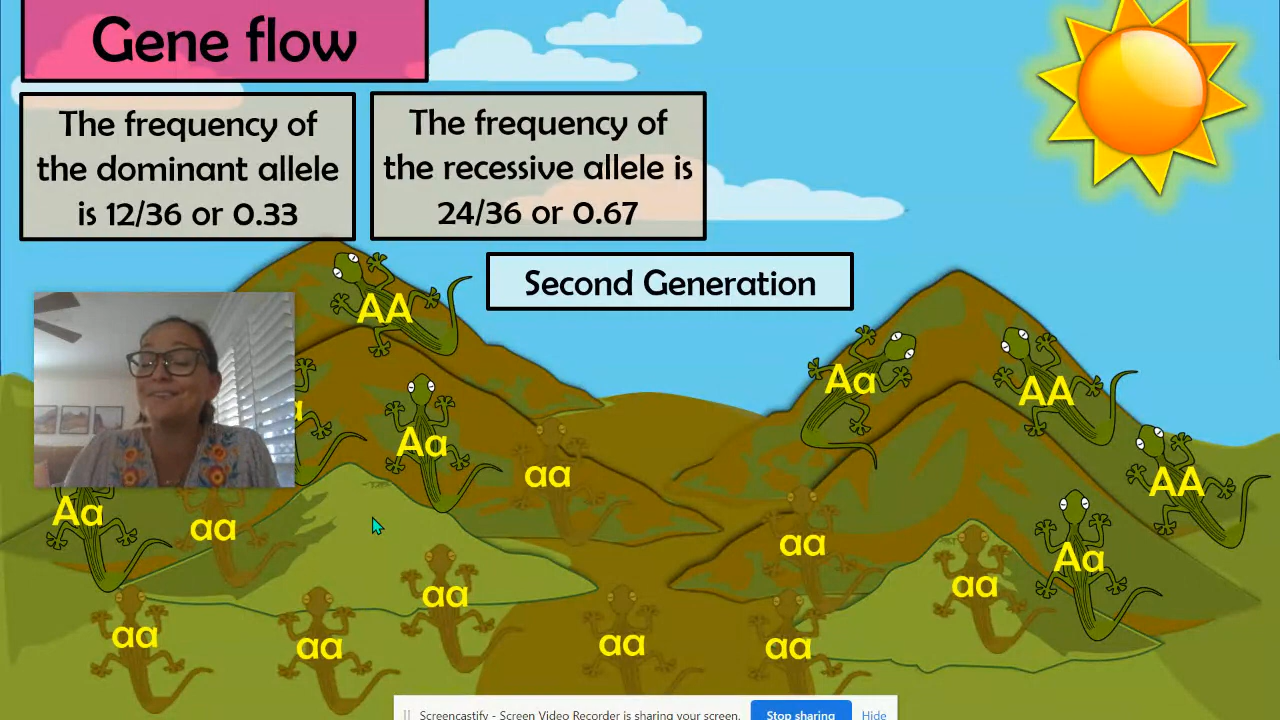 Gene flow
The frequency of
the dominant allele
is 12/36 or 0.33
The frequency of
the recessive allele is
24/36 or 0.67
Second Generation
AA
Aa
AA
a
Aa
aa
AA
Aa
aa
aa
Aa
aa
aa
aa
aa
aa
aa
aa
Screencastify - Screen Video Recorder is sharing your screen.
Stop sharing
Hide